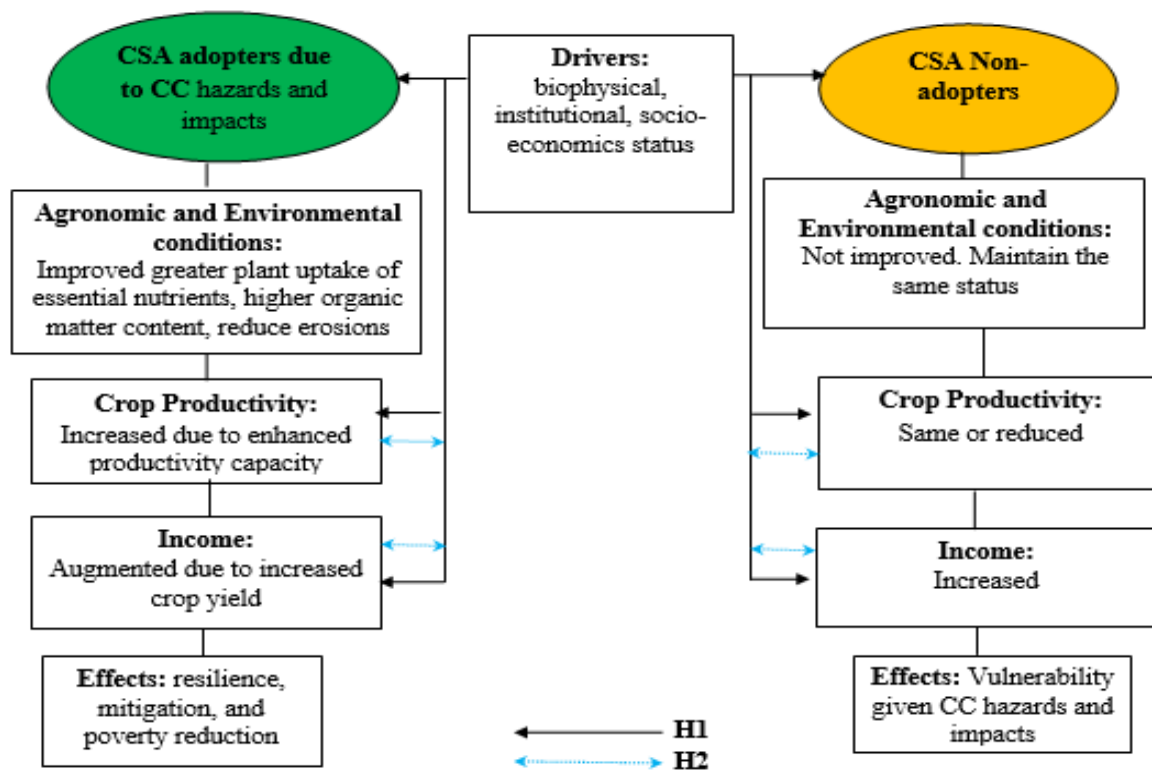 CSA adopters due
to CC hazards and
impacts
Drivers:
biophysical,
institutional, socio-
economics status
CSA Non-
adopters
Agronomic and Environmental
conditions:
Improved greater plant uptake of
essential nutrients, higher organic
matter content, reduce erosions
Agronomic and
Environmental conditions:
Not improved. Maintain the
same status
Crop Productivity:
Increased due to enhanced
productivity capacity
Crop Productivity:
Same or reduced
Income:
Augmented due to increased
crop yield
Income:
Increased
Effects: resilience,
mitigation, and
poverty reduction
Effects: Vulnerability
given CC hazards and
impacts
H1
H2